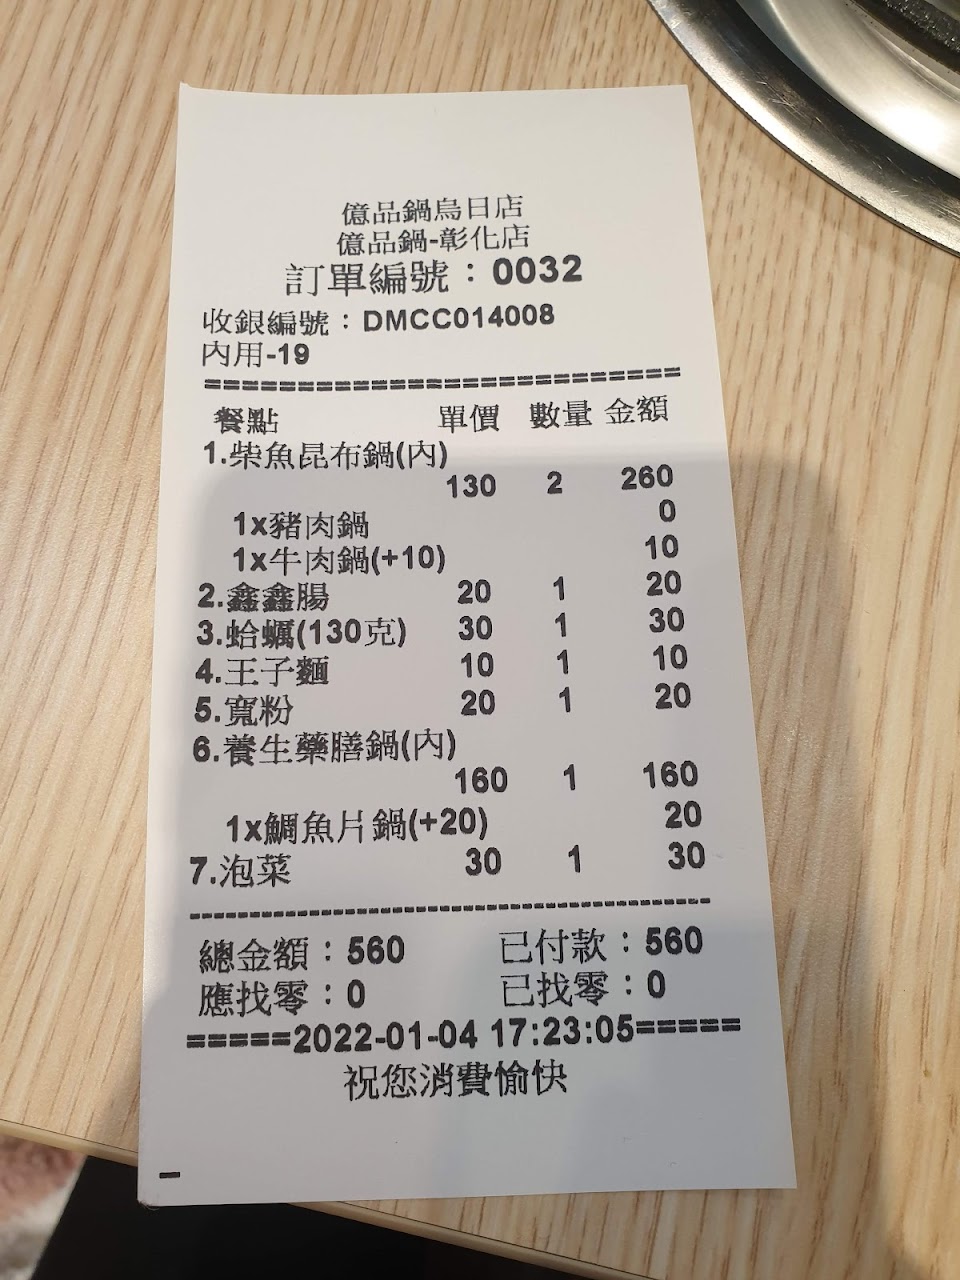 億品鍋烏日店
億品鍋-彰化店
訂單編號：0032
收銀編號：DMCC014008
內用-19
==========================
餐點 單價 數量 金額
1.柴魚昆布鍋(內)
130 2 260
1x豬肉鍋 0
1x牛肉鍋(+10) 10
2.鑫鑫腸 20 1 20
3.蛤蠣(130克) 30 1 30
4.王子麵 10 1 10
5.寬粉 20 1 20
6.養生藥膳鍋(內)
160 1 160
1x鯛魚片鍋(+20) 20
7.泡菜 30 1 30
--------------------------------------------
總金額：560 已付款：560
應找零：0 已找零：0
=====2022-01-04 17:23:05=====
祝您消費愉快